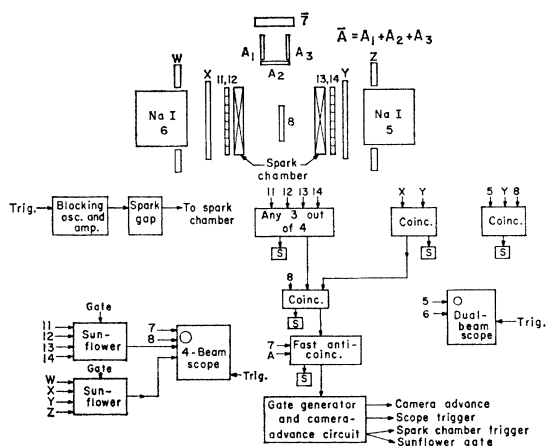 7̅
A̅ = A₁ + A₂ + A₃
A₁
A₃
A₂
W
X
11,12
13,14
Y
Z
Na I
6
8
Na I
5
Spark
chamber
Trig.
Blocking
osc. and
amp.
Spark
gap
To spark
chamber
11 12 13 14
Any 3 out
of 4
S
X Y
Coinc.
S
5 Y 8
Coinc.
S
8
Coinc.
S
5
6
Dual-
beam
scope
Trig.
Gate
11
12
13
14
Sun-
flower
7
8
4-Beam
scope
Trig.
Gate
W
X
Y
Z
Sun-
flower
7
A
Fast anti-
coinc.
S
Gate generator
and camera-
advance circuit
Camera advance
Scope trigger
Spark chamber trigger
Sunflower gate